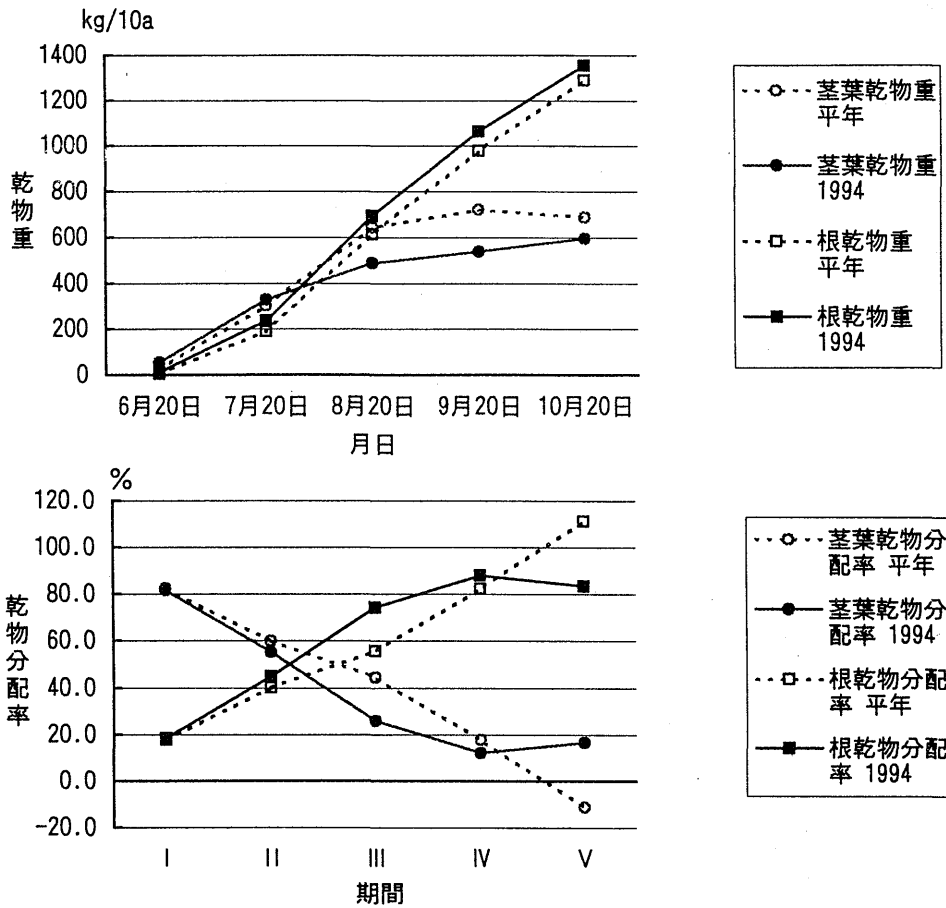 kg/10a
1400
1200
1000
800
600
400
200
0
乾物重
6月20日 7月20日 8月20日 9月20日 10月20日
月日
茎葉乾物重
平年
茎葉乾物重
1994
根乾物重
平年
根乾物重
1994
%
120.0
100.0
80.0
60.0
40.0
20.0
0.0
-20.0
乾物分配率
I II III IV V
期間
茎葉乾物分
配率 平年
茎葉乾物分
配率 1994
根乾物分配
率 平年
根乾物分配
率 1994